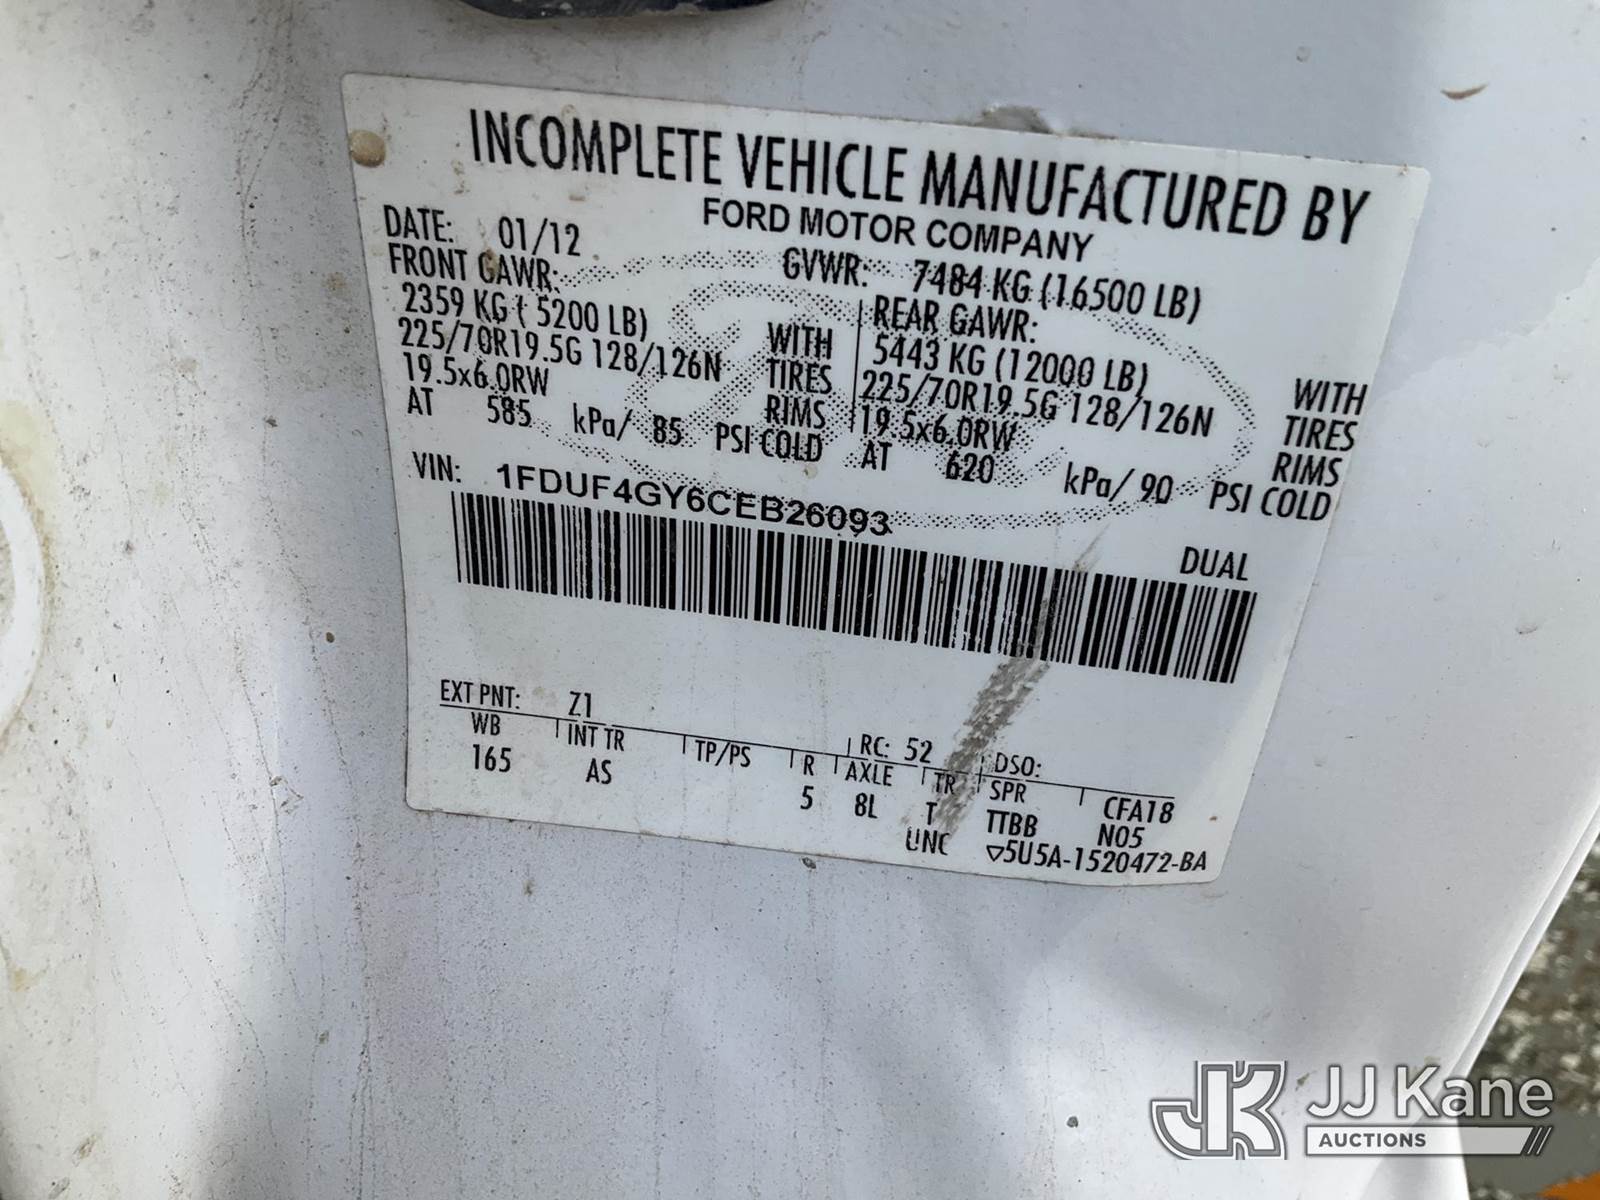 INCOMPLETE VEHICLE MANUFACTURED BY
FORD MOTOR COMPANY
DATE: 01/12 GVWR: 7484 KG (16500 LB)
FRONT GAWR: REAR GAWR:
2359 KG ( 5200 LB) WITH 5443 KG (12000 LB) WITH
225/70R19.5G 128/126N TIRES 225/70R19.5G 128/126N TIRES
19.5x6.0RW RIMS 19.5x6.0RW RIMS
AT 585 kPa/ 85 PSI COLD AT 620 kPa/ 90 PSI COLD
VIN: 1FDUF4GY6CEB26093
DUAL
EXT PNT: Z1 RC: 52 DSO:
WB INT TR TP/PS R AXLE TR SPR CFA18
165 AS 5 8L T TTBB N05
UNC ▽5U5A-1520472-BA
JK JJ Kane
AUCTIONS